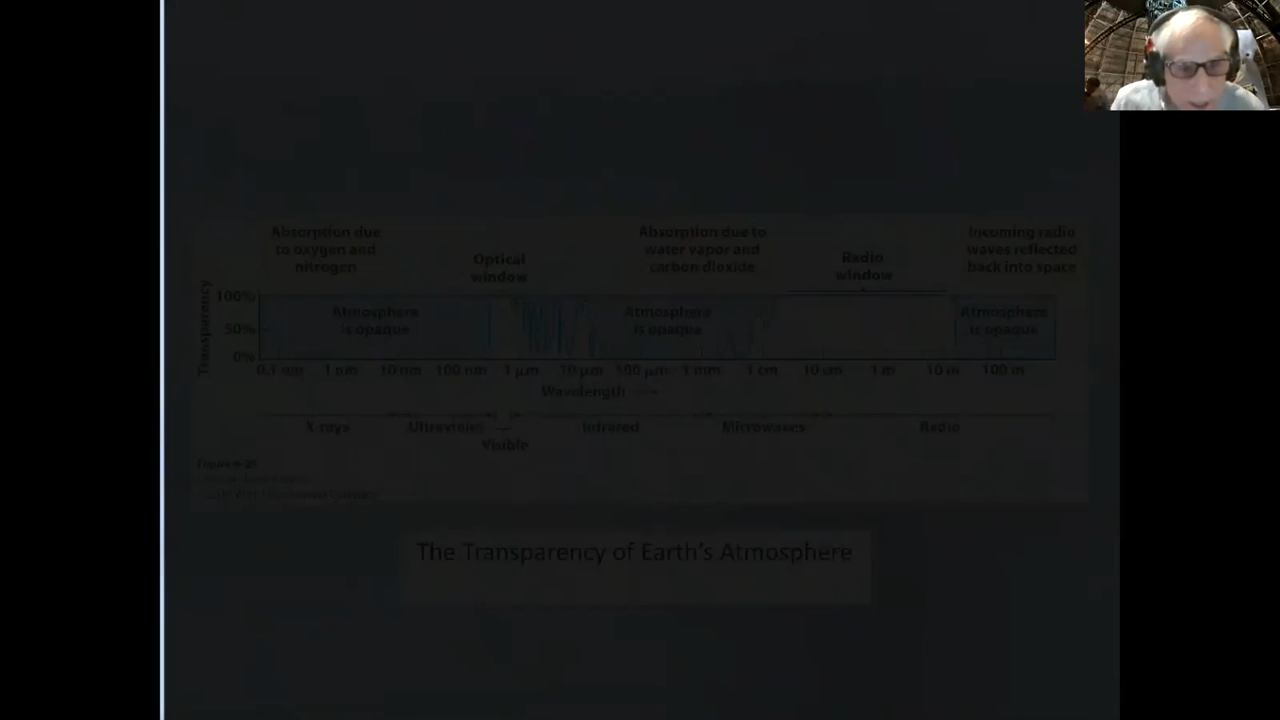 Absorption due
to oxygen and
nitrogen
Optical
window
Absorption due to
water vapor and
carbon dioxide
Radio
window
Incoming radio
waves reflected
back into space
Transparency
100%
50%
0%
Atmosphere
is opaque
Atmosphere
is opaque
Atmosphere
is opaque
0.1 nm 1 nm 10 nm 100 nm 1 μm 10 μm 100 μm 1 mm 1 cm 10 cm 1 m 10 m 100 m
Wavelength
X-rays Ultraviolet Visible Infrared Microwaves Radio
The Transparency of Earth's Atmosphere